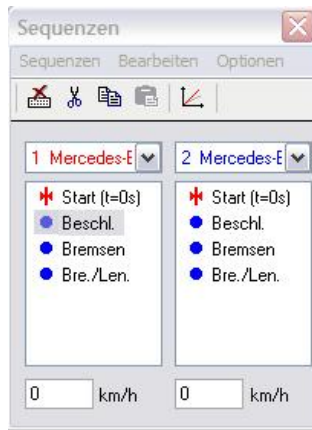 Sequenzen
Sequenzen Bearbeiten Optionen
1 Mercedes-E 2 Mercedes-E
Start (t=0s) Start (t=0s)
Beschl. Beschl.
Bremsen Bremsen
Bre./Len. Bre./Len.
0 km/h 0 km/h